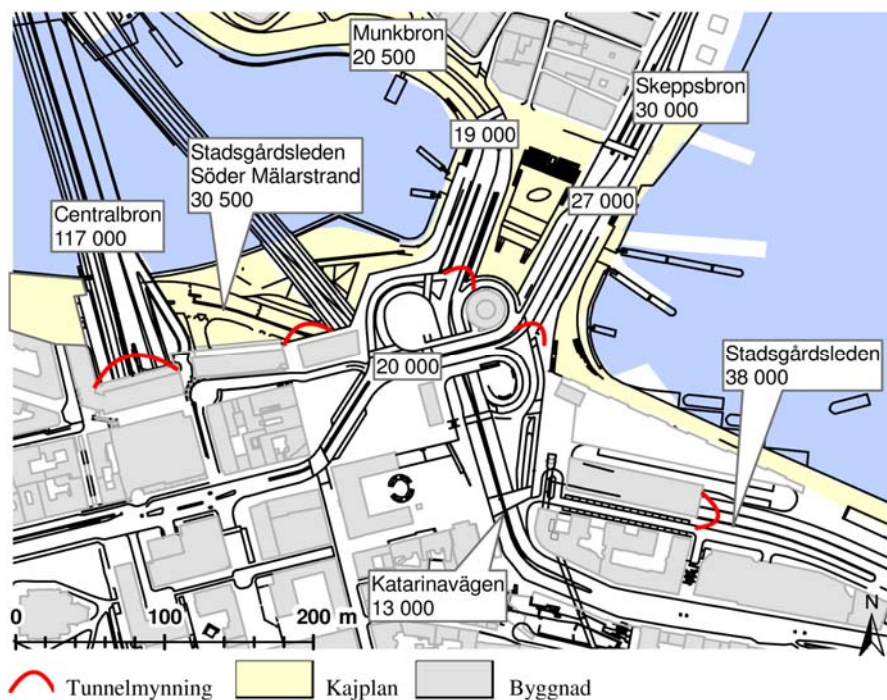 Munkbron
20 500
Skeppsbron
30 000
19 000
Stadsgårdsleden
Söder Mälarstrand
30 500
27 000
Centralbron
117 000
20 000
Stadsgårdsleden
38 000
Katarinavägen
13 000
0 100 200 m
N
Tunnelmynning Kajplan Byggnad